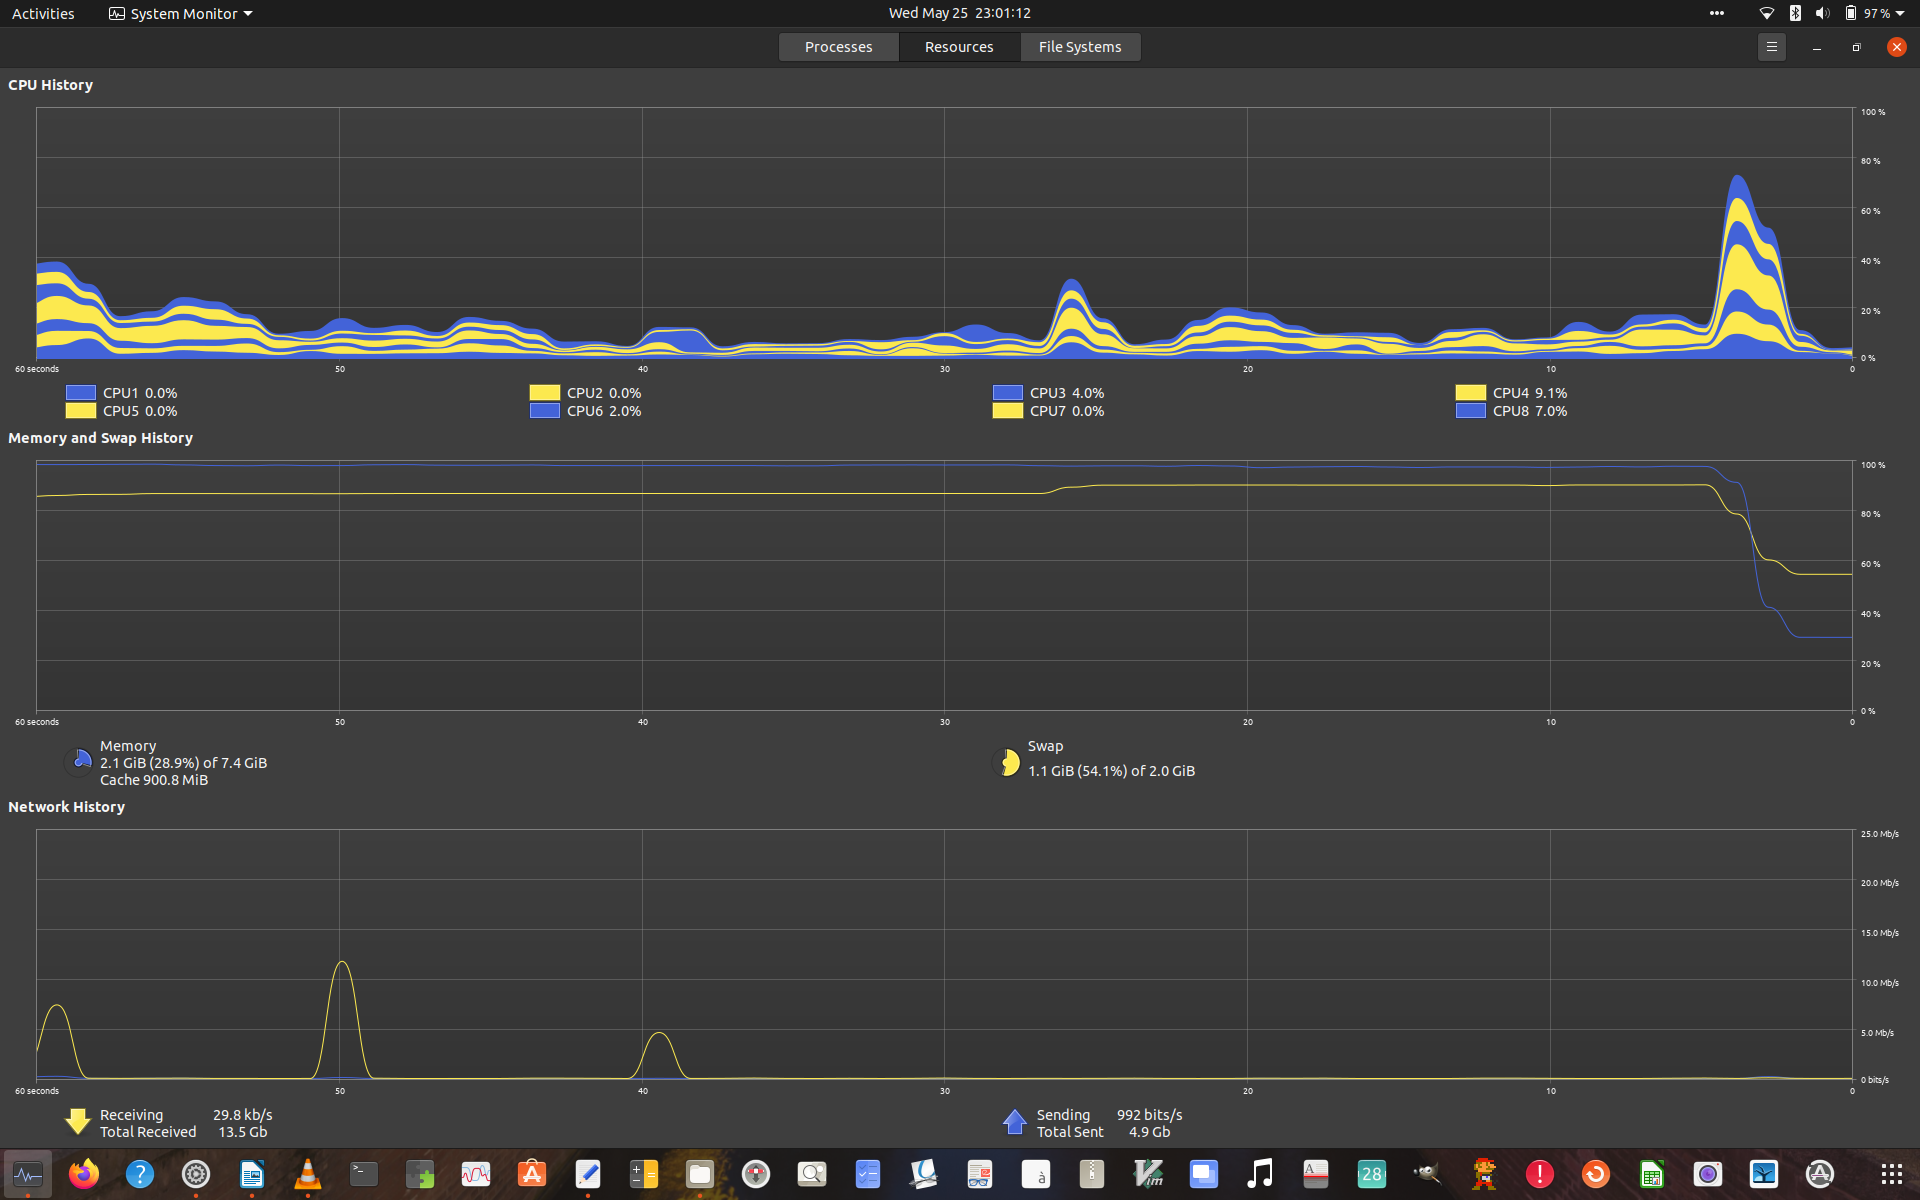 Activities System Monitor Wed May 25 23:01:12 97 %
Processes Resources File Systems
CPU History
100 %
80 %
60 %
40 %
20 %
0 %
60 seconds 50 40 30 20 10 0
CPU1 0.0% CPU2 0.0% CPU3 4.0% CPU4 9.1%
CPU5 0.0% CPU6 2.0% CPU7 0.0% CPU8 7.0%
Memory and Swap History
100 %
80 %
60 %
40 %
20 %
0 %
60 seconds 50 40 30 20 10 0
Memory
2.1 GiB (28.9%) of 7.4 GiB
Cache 900.8 MiB
Swap
1.1 GiB (54.1%) of 2.0 GiB
Network History
25.0 Mb/s
20.0 Mb/s
15.0 Mb/s
10.0 Mb/s
5.0 Mb/s
0 bits/s
60 seconds 50 40 30 20 10 0
Receiving 29.8 kb/s
Total Received 13.5 Gb
Sending 992 bits/s
Total Sent 4.9 Gb
? >_ A à Vim A 28 !